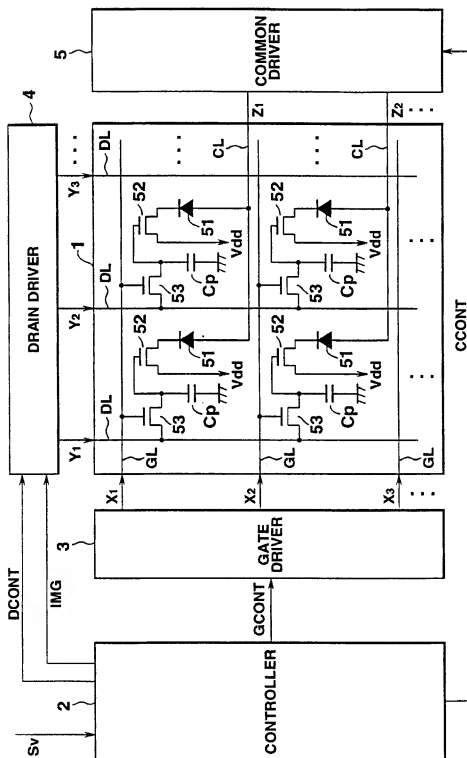 5
COMMON
DRIVER
4
DRAIN DRIVER
Z1
Z2
...
Y3
...
DL
CL
...
CL
...
1
52
52
51
51
Vdd
Vdd
53
Cp
53
Cp
Y2
DL
52
52
51
51
Vdd
Vdd
...
...
53
Cp
53
Cp
Y1
DL
GL
GL
GL
CCONT
X1
X2
X3
...
3
GATE
DRIVER
DCONT
IMG
GCONT
2
CONTROLLER
Sv